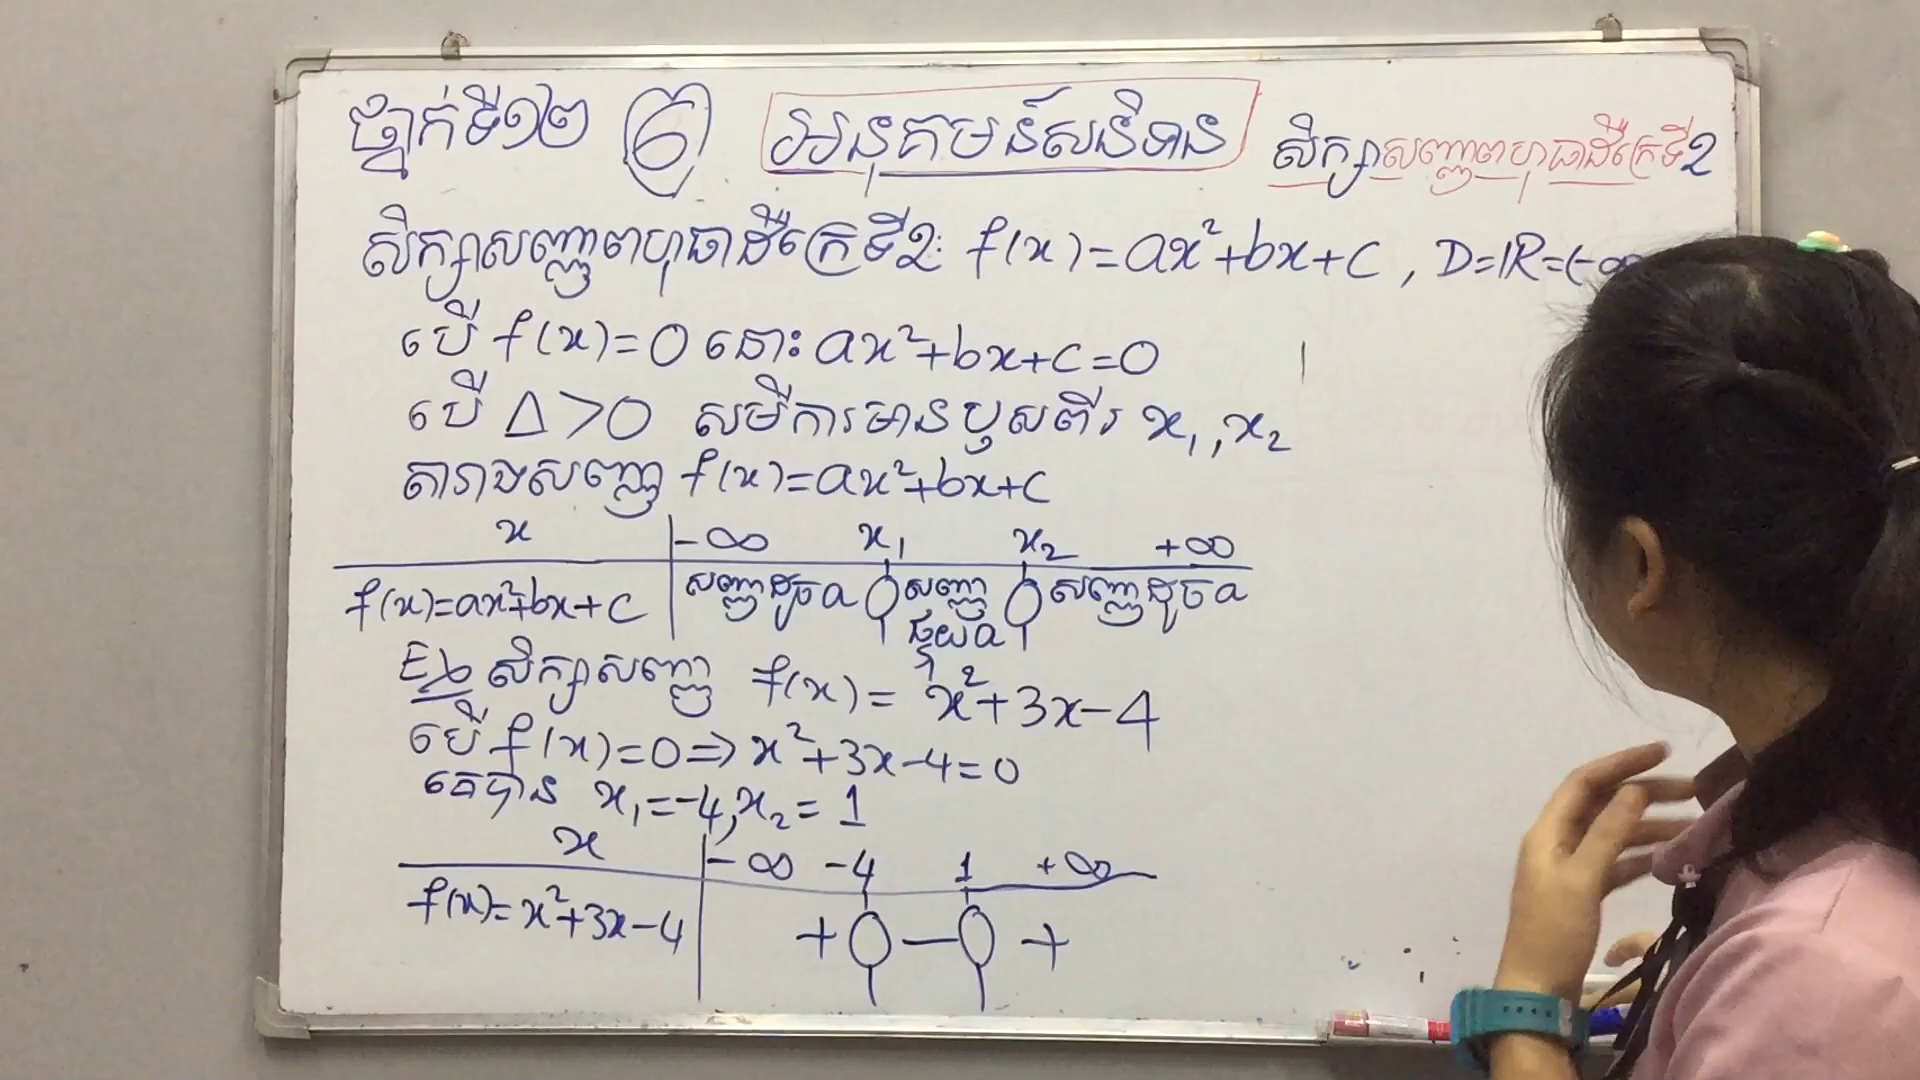 ថ្នាក់ទី១២ 6 អនុគមន៍សនិទាន សិក្សាសញ្ញាពហុធាដឺក្រេទី2
សិក្សាសញ្ញាពហុធាដឺក្រេទី2: f(x)=ax²+bx+c , D=IR=(-∞
បើ f(x)=0 នោះ ax²+bx+c=0
បើ Δ>0 សមីការមានឫសពីរ x₁,x₂
តារាងសញ្ញា f(x)=ax²+bx+c
x -∞ x₁ x₂ +∞
f(x)=ax²+bx+c សញ្ញាដូច a 0 សញ្ញាផ្ទុយ a 0 សញ្ញាដូច a
Ex សិក្សាសញ្ញា f(x)= x²+3x-4
បើ f(x)=0⇒x²+3x-4=0
គេបាន x₁=-4,x₂=1
x -∞ -4 1 +∞
f(x)=x²+3x-4 + 0 - 0 +